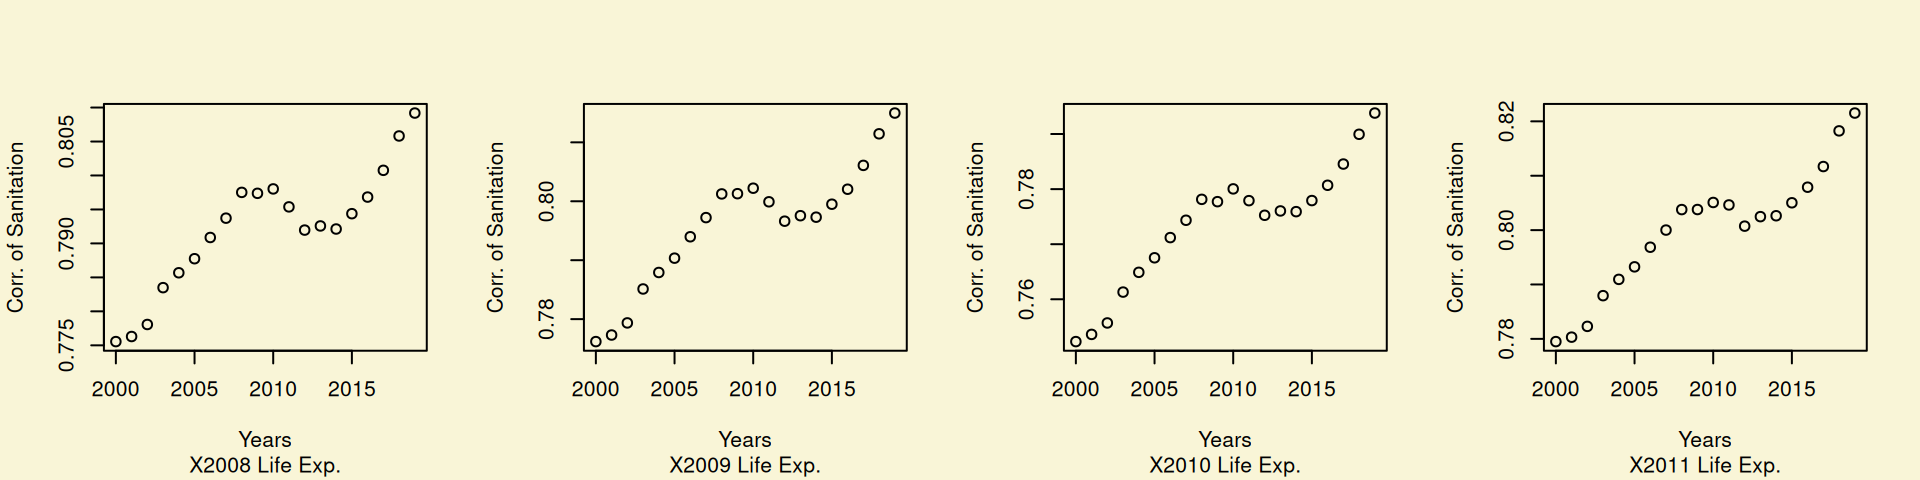 Corr. of Sanitation
0.805
0.790
0.775
2000 2005 2010 2015
Years
X2008 Life Exp.
Corr. of Sanitation
0.80
0.78
2000 2005 2010 2015
Years
X2009 Life Exp.
Corr. of Sanitation
0.78
0.76
2000 2005 2010 2015
Years
X2010 Life Exp.
Corr. of Sanitation
0.82
0.80
0.78
2000 2005 2010 2015
Years
X2011 Life Exp.